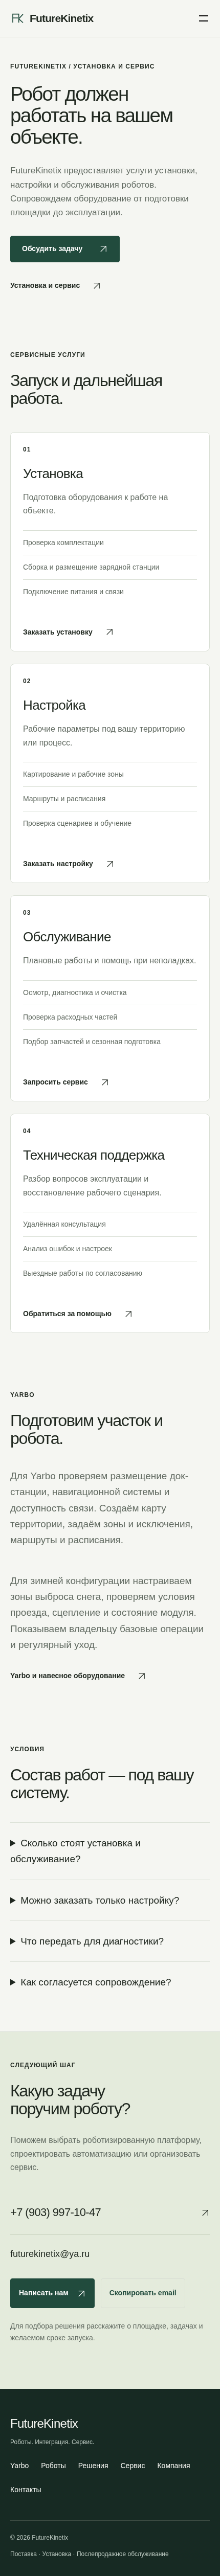 FutureKinetix
FUTUREKINETIX / УСТАНОВКА И СЕРВИС
Робот должен
работать на вашем
объекте.
FutureKinetix предоставляет услуги установки,
настройки и обслуживания роботов.
Сопровождаем оборудование от подготовки
площадки до эксплуатации.
Обсудить задачу
Установка и сервис
СЕРВИСНЫЕ УСЛУГИ
Запуск и дальнейшая
работа.
01
Установка
Подготовка оборудования к работе на
объекте.
Проверка комплектации
Сборка и размещение зарядной станции
Подключение питания и связи
Заказать установку
02
Настройка
Рабочие параметры под вашу территорию
или процесс.
Картирование и рабочие зоны
Маршруты и расписания
Проверка сценариев и обучение
Заказать настройку
03
Обслуживание
Плановые работы и помощь при неполадках.
Осмотр, диагностика и очистка
Проверка расходных частей
Подбор запчастей и сезонная подготовка
Запросить сервис
04
Техническая поддержка
Разбор вопросов эксплуатации и
восстановление рабочего сценария.
Удалённая консультация
Анализ ошибок и настроек
Выездные работы по согласованию
Обратиться за помощью
YARBO
Подготовим участок и
робота.
Для Yarbo проверяем размещение док-
станции, навигационной системы и
доступность связи. Создаём карту
территории, задаём зоны и исключения,
маршруты и расписания.
Для зимней конфигурации настраиваем
зоны выброса снега, проверяем условия
проезда, сцепление и состояние модуля.
Показываем владельцу базовые операции
и регулярный уход.
Yarbo и навесное оборудование
УСЛОВИЯ
Состав работ — под вашу
систему.
Сколько стоят установка и
обслуживание?
Можно заказать только настройку?
Что передать для диагностики?
Как согласуется сопровождение?
СЛЕДУЮЩИЙ ШАГ
Какую задачу
поручим роботу?
Поможем выбрать роботизированную платформу,
спроектировать автоматизацию или организовать
сервис.
+7 (903) 997-10-47
futurekinetix@ya.ru
Написать нам
Скопировать email
Для подбора решения расскажите о площадке, задачах и
желаемом сроке запуска.
FutureKinetix
Роботы. Интеграция. Сервис.
Yarbo Роботы Решения Сервис Компания
Контакты
© 2026 FutureKinetix
Поставка · Установка · Послепродажное обслуживание